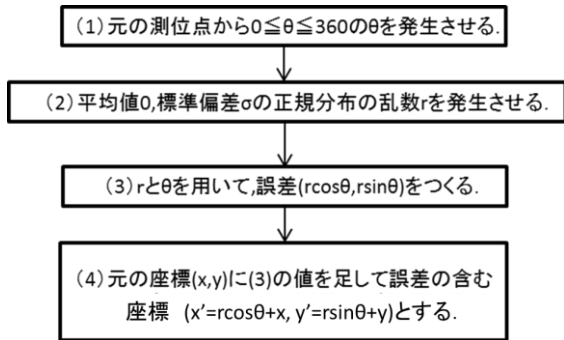 (1)元の測位点から0≦θ≦360のθを発生させる.
(2)平均値0,標準偏差σの正規分布の乱数rを発生させる.
(3)rとθを用いて,誤差(rcosθ,rsinθ)をつくる.
(4)元の座標(x,y)に(3)の値を足して誤差の含む
座標 (x’=rcosθ+x, y’=rsinθ+y)とする.